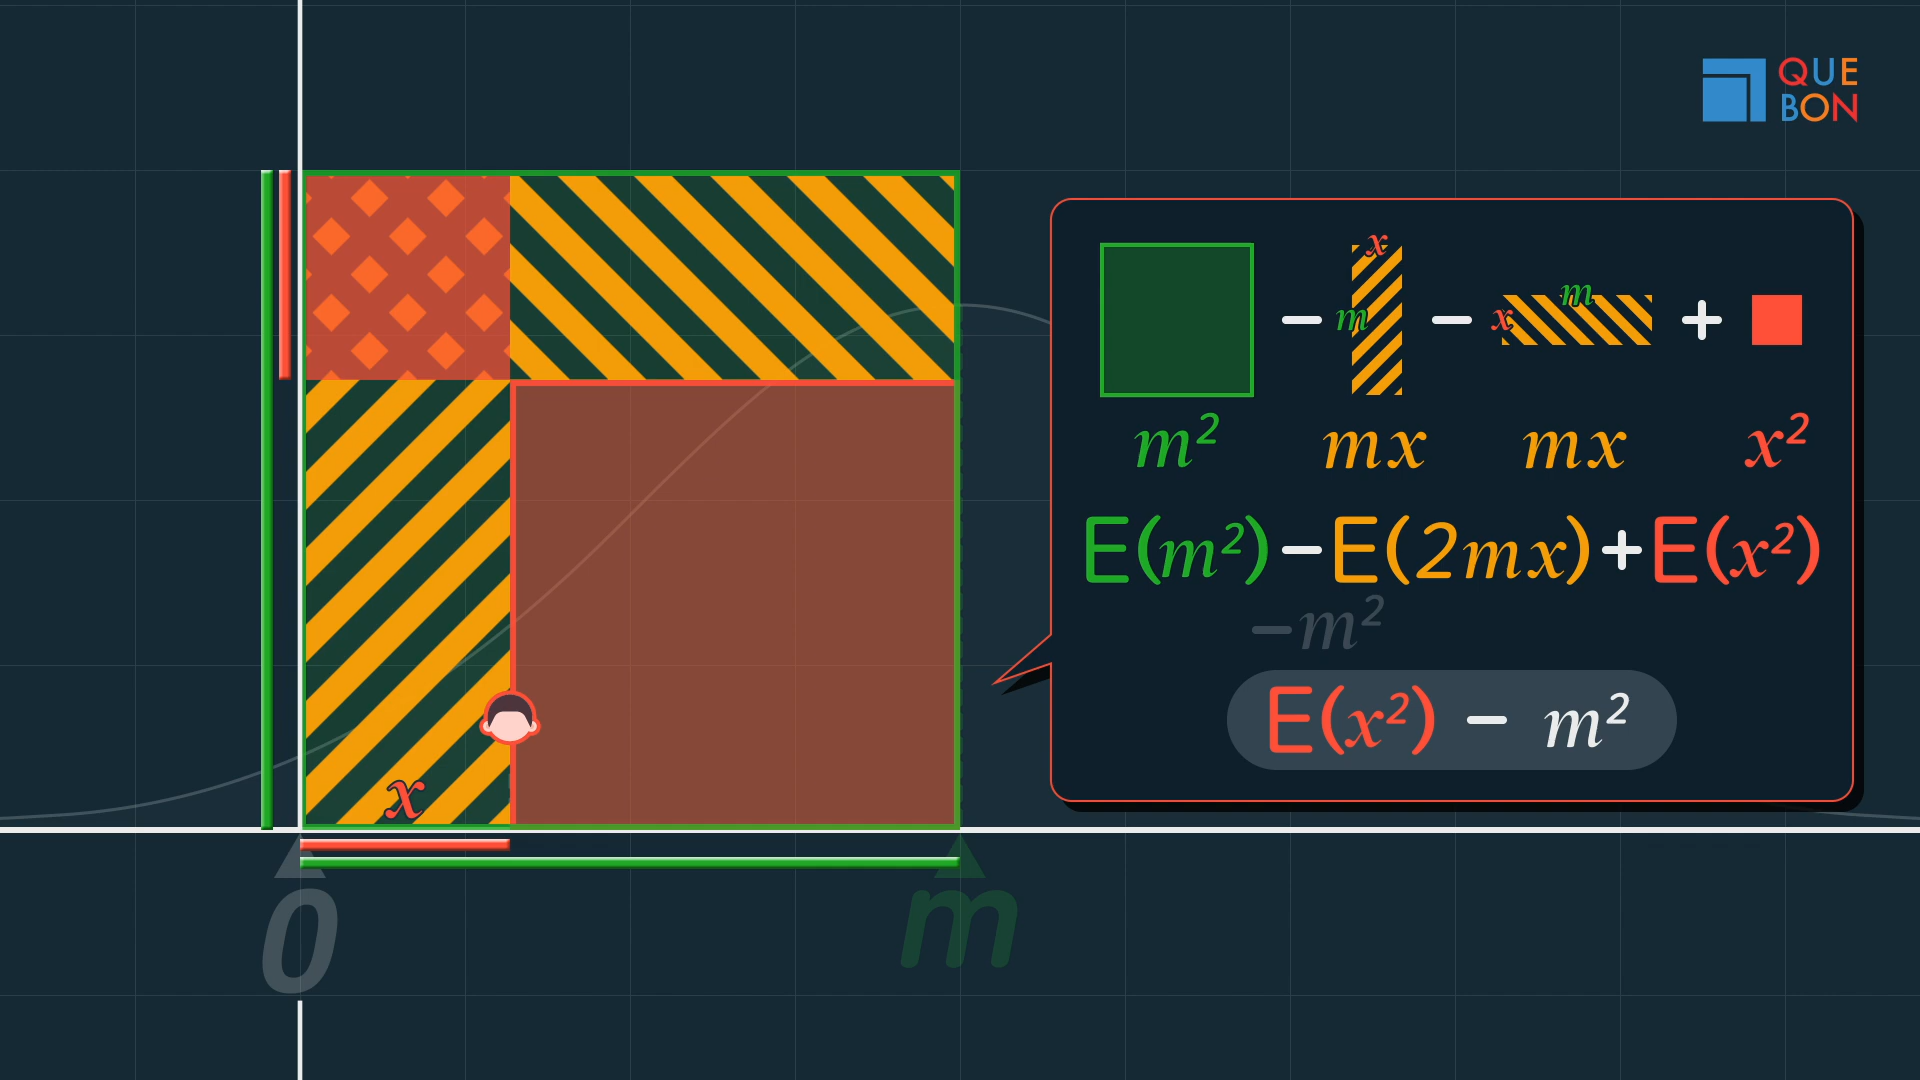 QUE
BON
x
m
m
x
m² mx mx x²
E(m²)−E(2mx)+E(x²)
−m²
E(x²) − m²
x
0 m